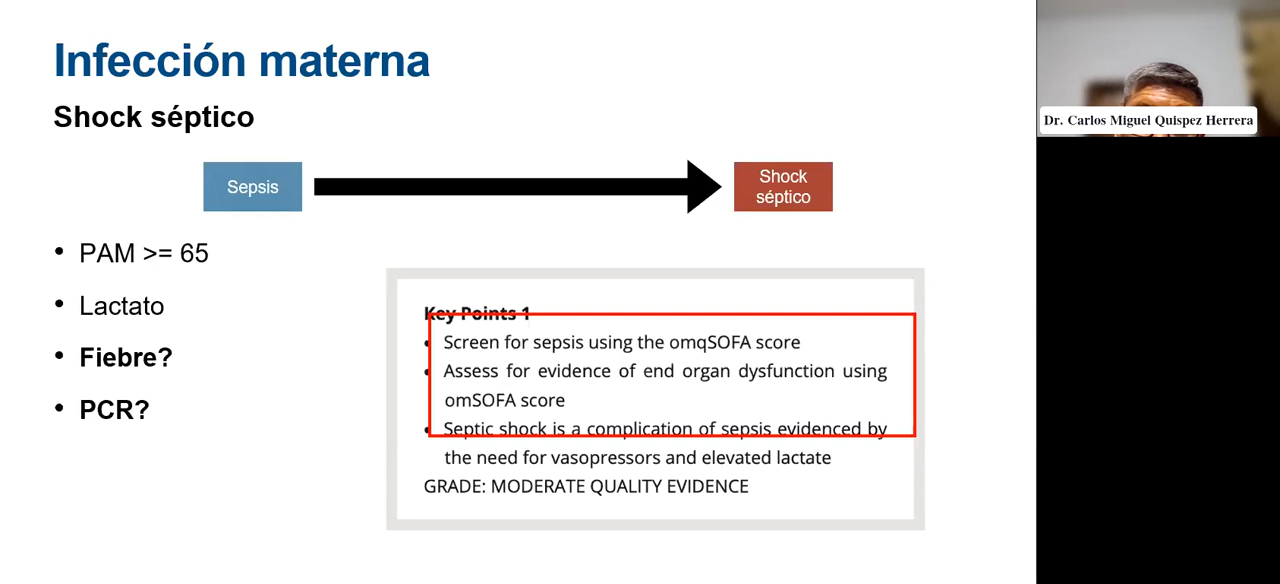 Infección materna
Shock séptico
Sepsis
Shock
séptico
• PAM >= 65
• Lactato
• Fiebre?
• PCR?
Key Points 1
• Screen for sepsis using the omqSOFA score
• Assess for evidence of end organ dysfunction using
omSOFA score
• Septic shock is a complication of sepsis evidenced by
the need for vasopressors and elevated lactate
GRADE: MODERATE QUALITY EVIDENCE
Dr. Carlos Miguel Quispez Herrera